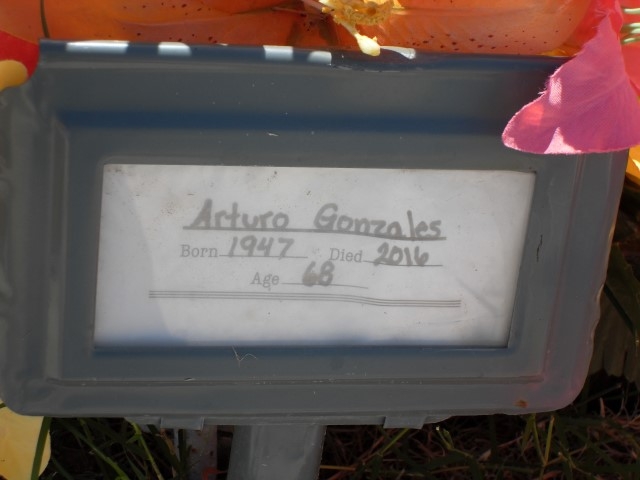 Arturo Gonzales
Born 1947 Died 2016
Age 68